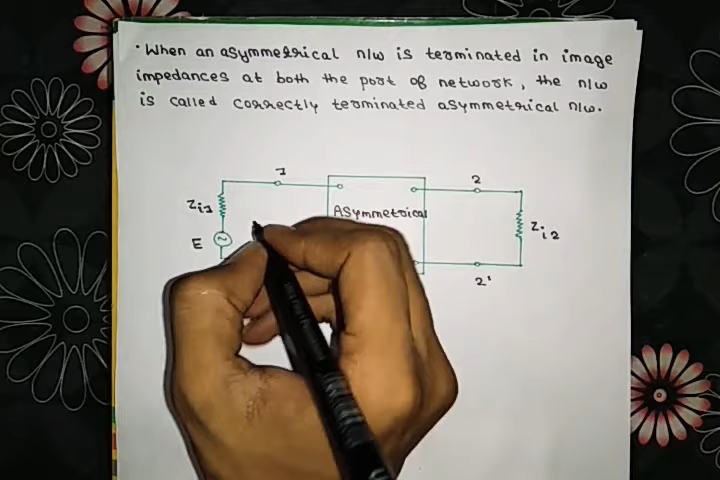 • When an asymmetrical n/w is terminated in image
impedances at both the port of network, the n/w
is called correctly terminated asymmetrical n/w.
1
2
Zi1
Asymmetrical
Zi2
E
2'